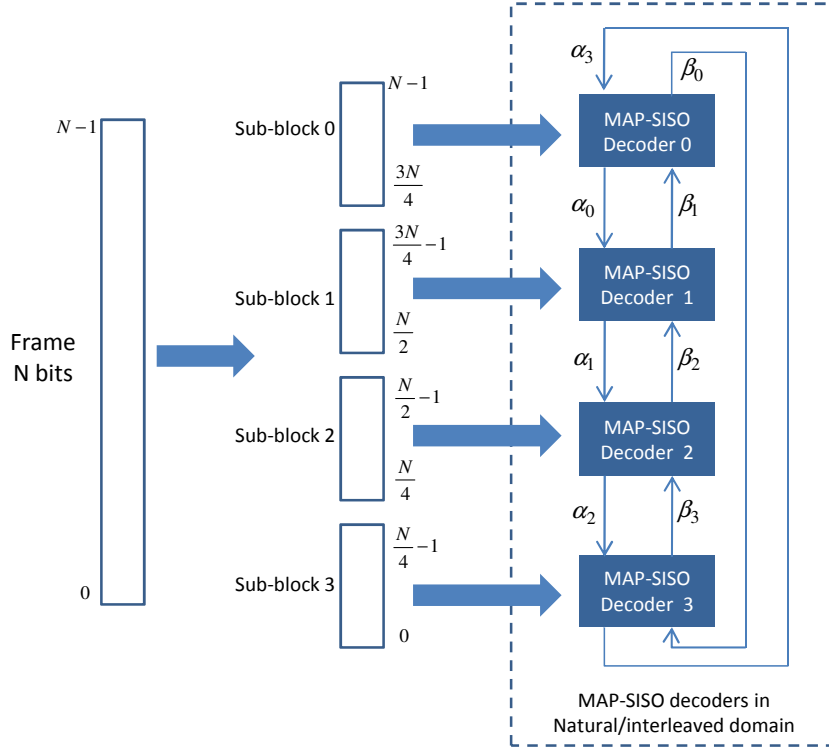 Frame
N bits
N−1
0
Sub-block 0
N−1
3N/4
Sub-block 1
3N/4 −1
N/2
Sub-block 2
N/2 −1
N/4
Sub-block 3
N/4 −1
0
α3
β0
MAP-SISO
Decoder 0
α0
β1
MAP-SISO
Decoder 1
α1
β2
MAP-SISO
Decoder 2
α2
β3
MAP-SISO
Decoder 3
MAP-SISO decoders in
Natural/interleaved domain